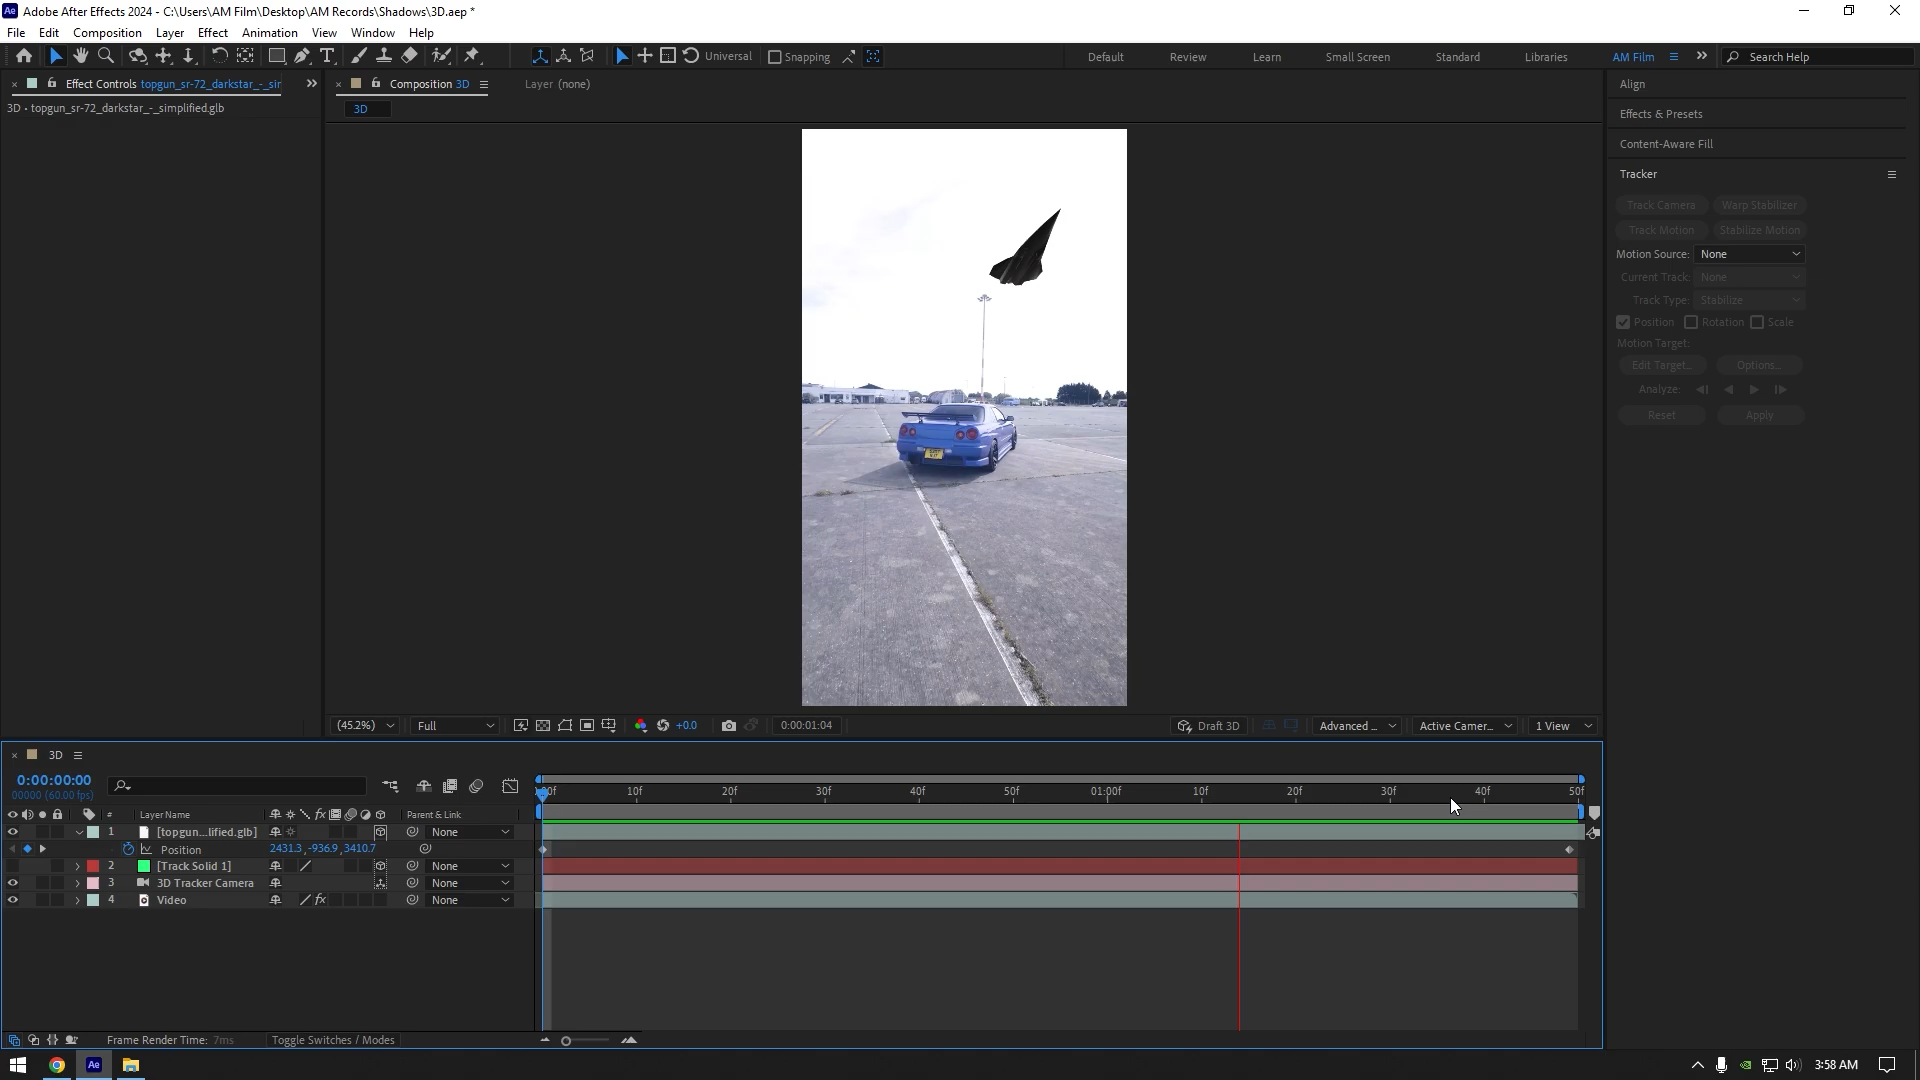 Adobe After Effects 2024 - C:\Users\AM Film\Desktop\AM Records\Shadows\3D.aep *
File Edit Composition Layer Effect Animation View Window Help
Universal Snapping Default Review Learn Small Screen Standard Libraries AM Film Search Help
Effect Controls topgun_sr-72_darkstar_-_sir
Composition 3D Layer (none)
3D • topgun_sr-72_darkstar_-_simplified.glb
3D
Align
Effects & Presets
Content-Aware Fill
Tracker
Track Camera Warp Stabilizer
Track Motion Stabilize Motion
Motion Source: None
Current Track: None
Track Type: Stabilize
Position Rotation Scale
Motion Target:
Edit Target... Options...
Analyze:
Reset Apply
(45.2%) Full +0.0 0:00:01:04 Draft 3D Advanced ... Active Camer... 1 View
3D
0:00:00:00
00000 (60.00 fps)
10f 20f 30f 40f 50f 01:00f 10f 20f 30f 40f 50f
# Layer Name Parent & Link
1 [topgun...lified.glb] None
Position 2431.3,-936.9,3410.7
2 [Track Solid 1] None
3 3D Tracker Camera None
4 Video None
Frame Render Time: 7ms Toggle Switches / Modes
Ae 3:58 AM